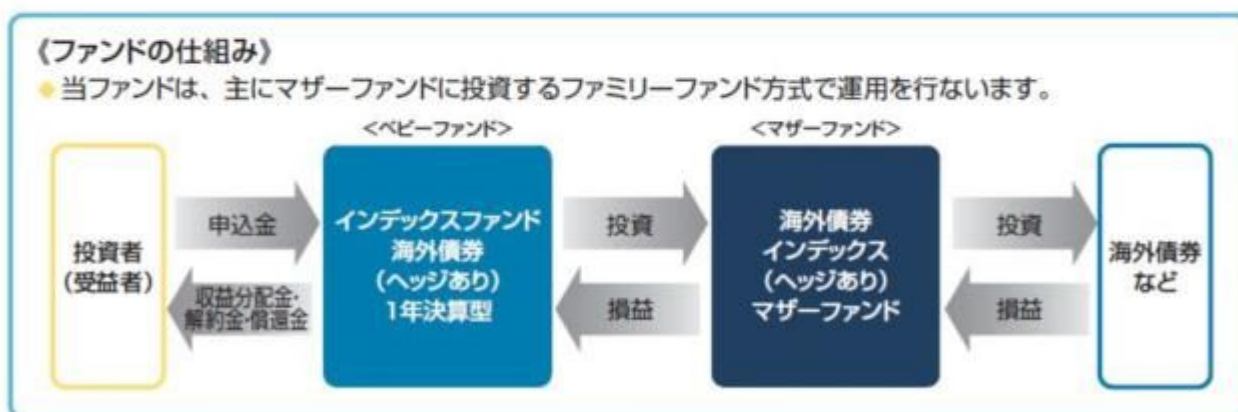 《ファンドの仕組み》
● 当ファンドは、主にマザーファンドに投資するファミリーファンド方式で運用を行ないます。
<ベビーファンド>
<マザーファンド>
投資者
(受益者)
申込金
収益分配金・
解約金・償還金
インデックスファンド
海外債券
(ヘッジあり)
1年決算型
投資
損益
海外債券
インデックス
(ヘッジあり)
マザーファンド
投資
損益
海外債券
など